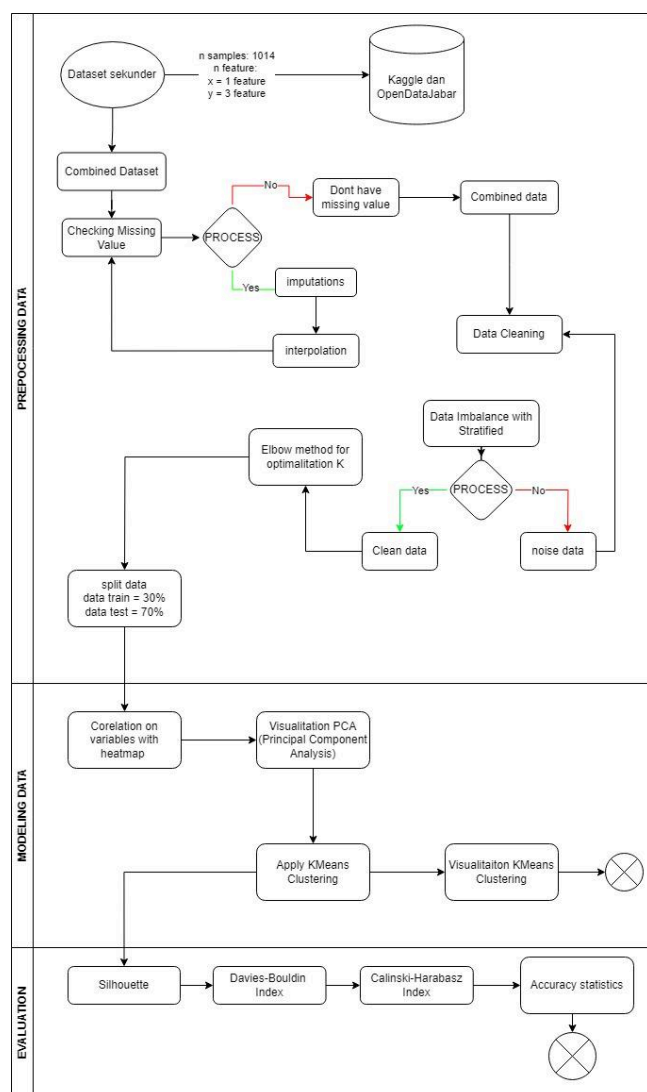 PREPOCESSING DATA
Dataset sekunder
n samples: 1014
n feature:
x = 1 feature
y = 3 feature
Kaggle dan
OpenDataJabar
Combined Dataset
Checking Missing
Value
PROCESS
No
Dont have
missing value
Combined data
Yes
imputations
interpolation
Data Cleaning
Data Imbalance with
Stratified
PROCESS
Yes
No
Elbow method for
optimalitation K
Clean data
noise data
split data
data train = 30%
data test = 70%
MODELING DATA
Corelation on
variables with
heatmap
Visualitation PCA
(Principal Component
Analysis)
Apply KMeans
Clustering
Visualitaiton KMeans
Clustering
EVALUATION
Silhouette
Davies-Bouldin
Index
Calinski-Harabasz
Index
Accuracy statistics